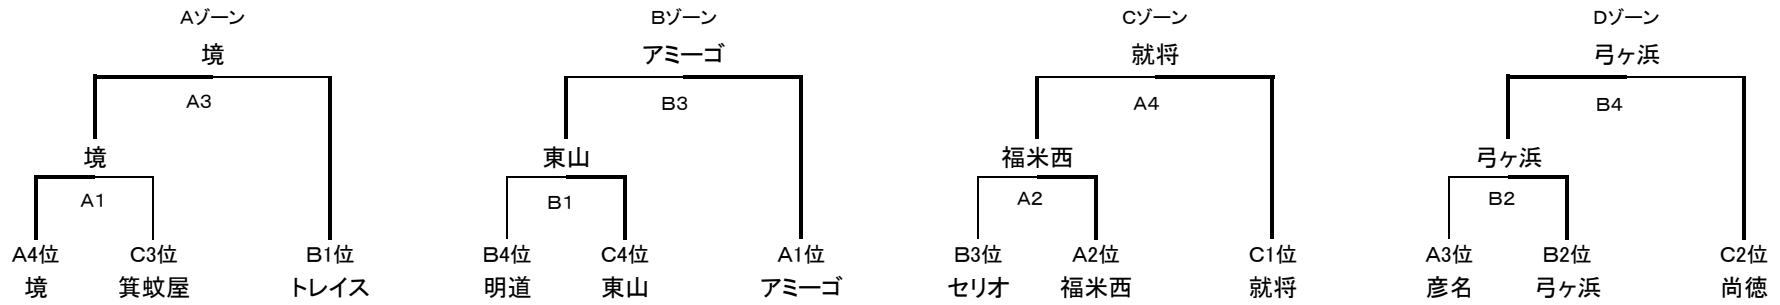 Aゾーン Bゾーン Cゾーン Dゾーン
境 アミーゴ 就将 弓ヶ浜
A3 B3 A4 B4
境 東山 福米西 弓ヶ浜
A1 B1 A2 B2
A4位 C3位 B1位 B4位 C4位 A1位 B3位 A2位 C1位 A3位 B2位 C2位
境 箕蚊屋 トレイス 明道 東山 アミーゴ セリオ 福米西 就将 彦名 弓ヶ浜 尚徳